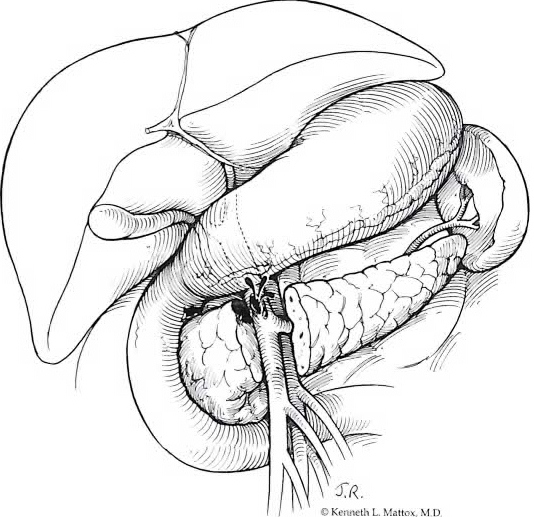 J.R.
© Kenneth L. Mattox, M.D.